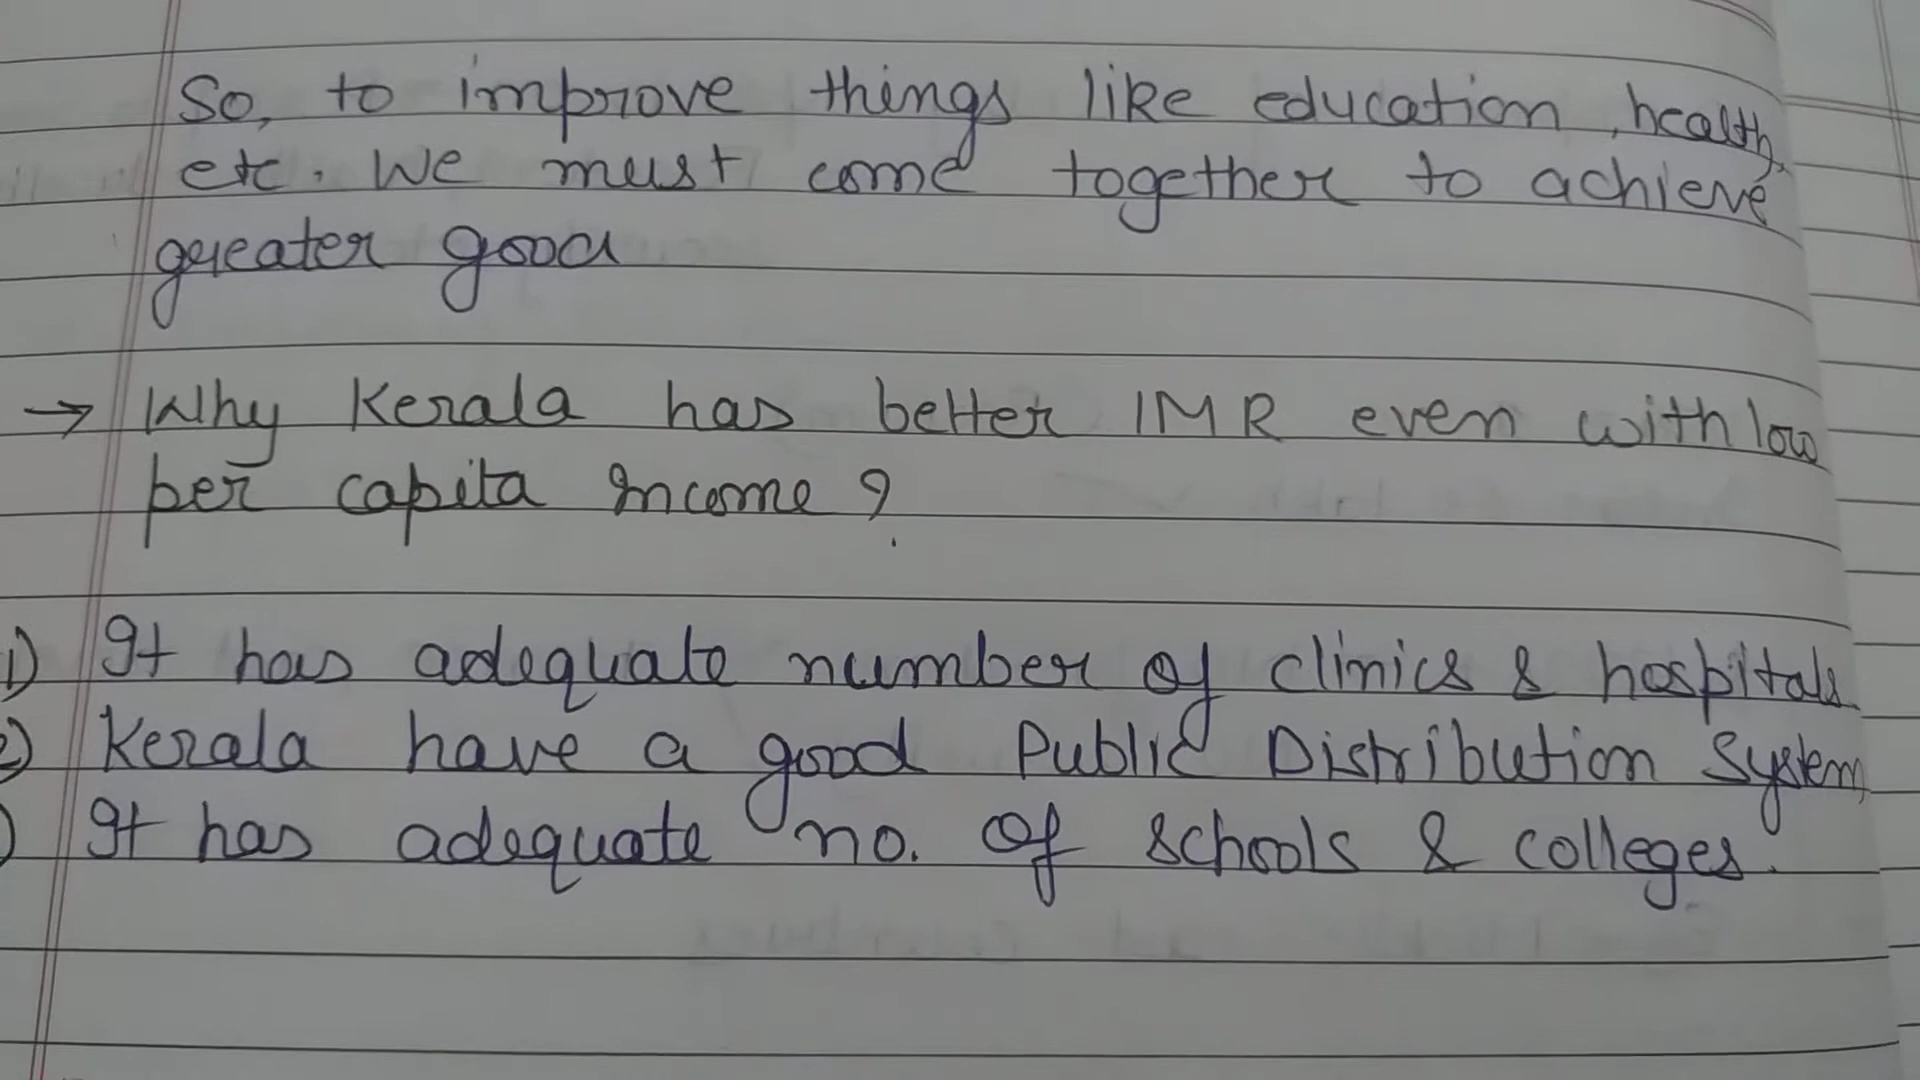 So, to improve things like education, health,
etc. We must come together to achieve
greater good
→ Why Kerala has better IMR even with low
per capita Income?
1) It has adequate number of clinics & hospitals
2) Kerala have a good Public Distribution System
) It has adequate no. of schools & colleges.